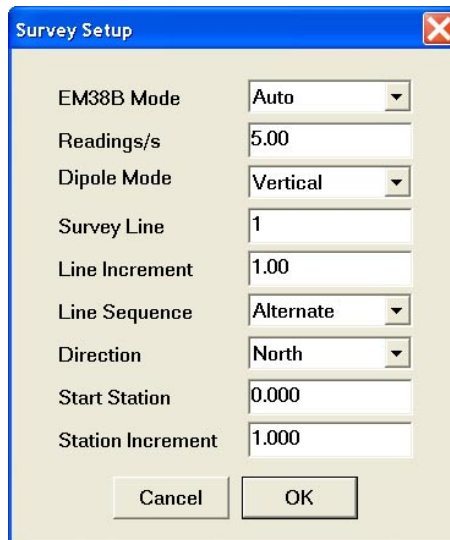 Survey Setup
EM38B Mode Auto
Readings/s 5.00
Dipole Mode Vertical
Survey Line 1
Line Increment 1.00
Line Sequence Alternate
Direction North
Start Station 0.000
Station Increment 1.000
Cancel OK